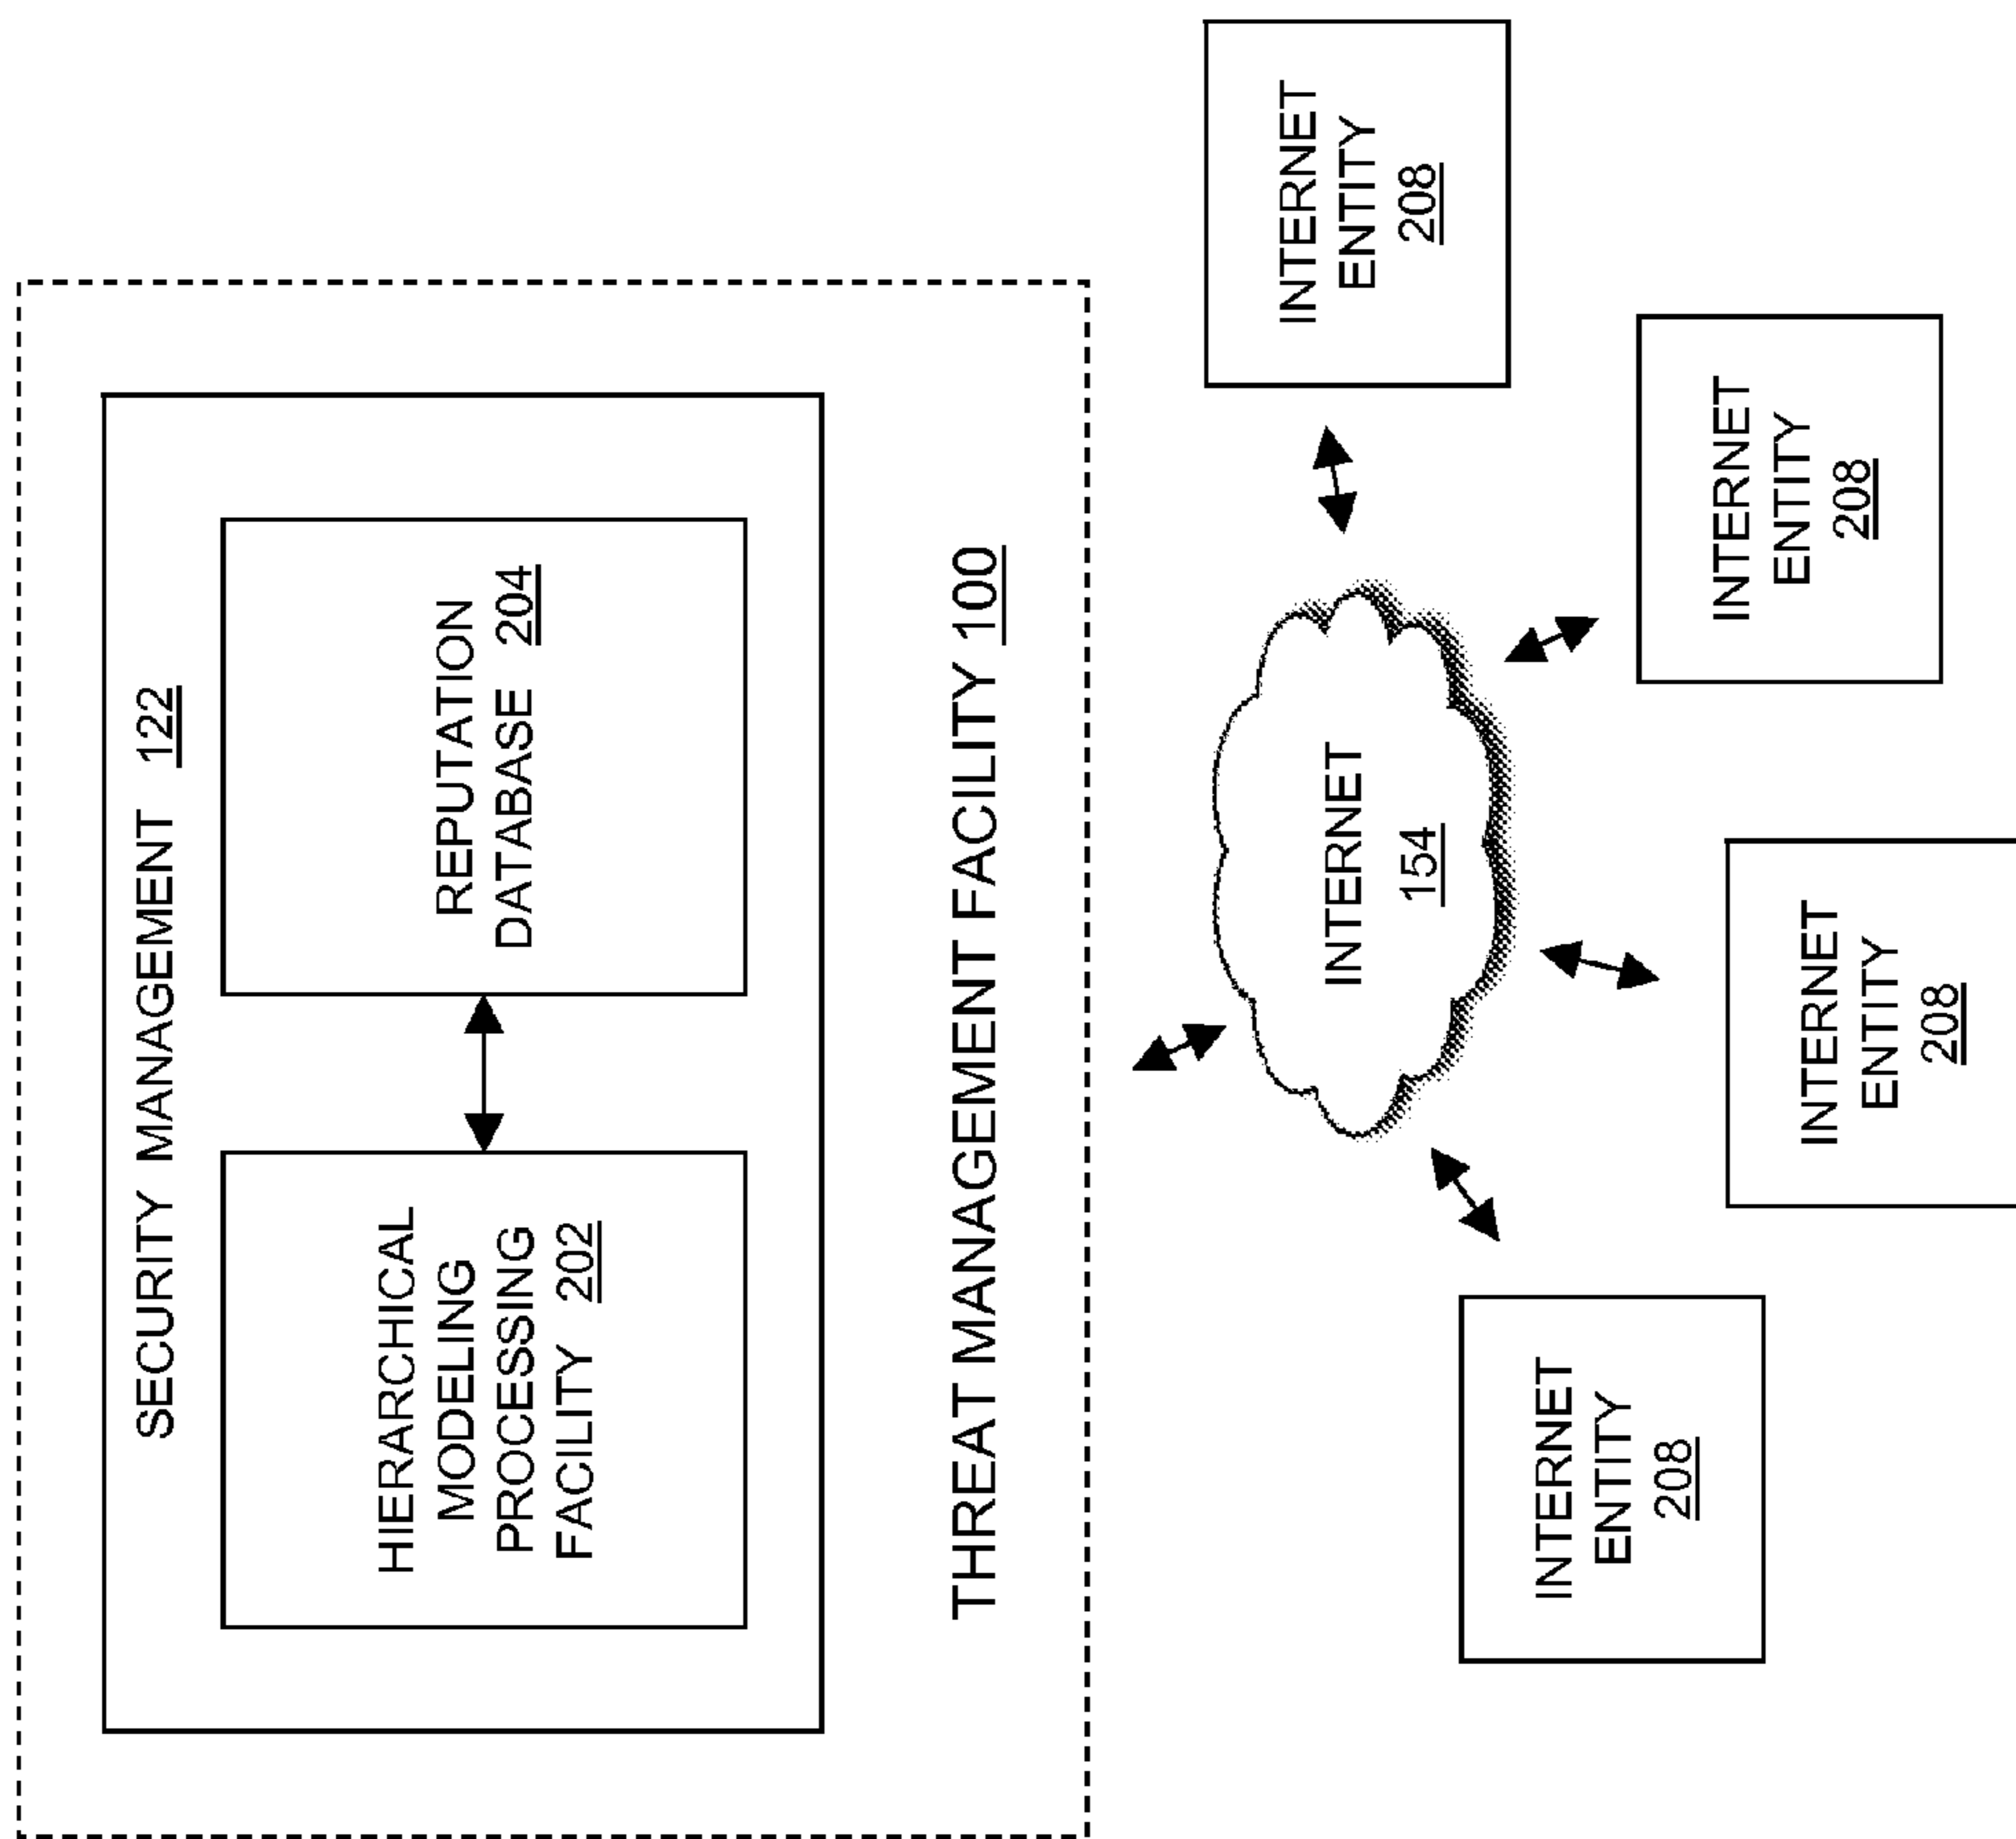 SECURITY MANAGEMENT 122
HIERARCHICAL
MODELING
PROCESSING
FACILITY 202
REPUTATION
DATABASE 204
THREAT MANAGEMENT FACILITY 100
INTERNET
154
INTERNET
ENTITY
208
INTERNET
ENTITY
208
INTERNET
ENTITY
208
INTERNET
ENTITY
208